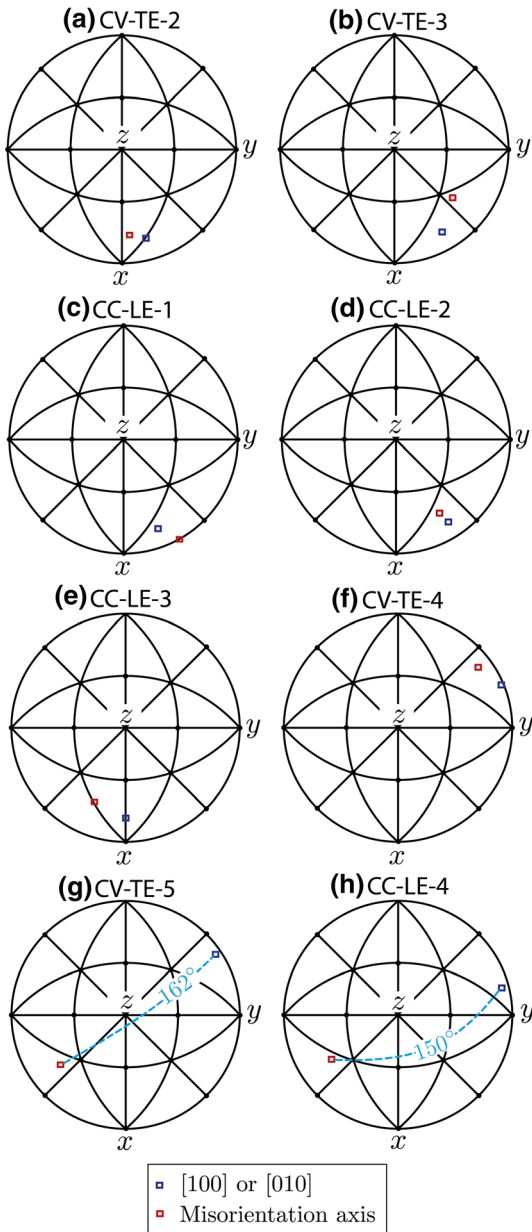 (a) CV-TE-2
z
y
x
(b) CV-TE-3
z
y
x
(c) CC-LE-1
z
y
x
(d) CC-LE-2
z
y
x
(e) CC-LE-3
z
y
x
(f) CV-TE-4
z
y
x
(g) CV-TE-5
162°
z
y
x
(h) CC-LE-4
z
y
150°
x
[100] or [010]
Misorientation axis